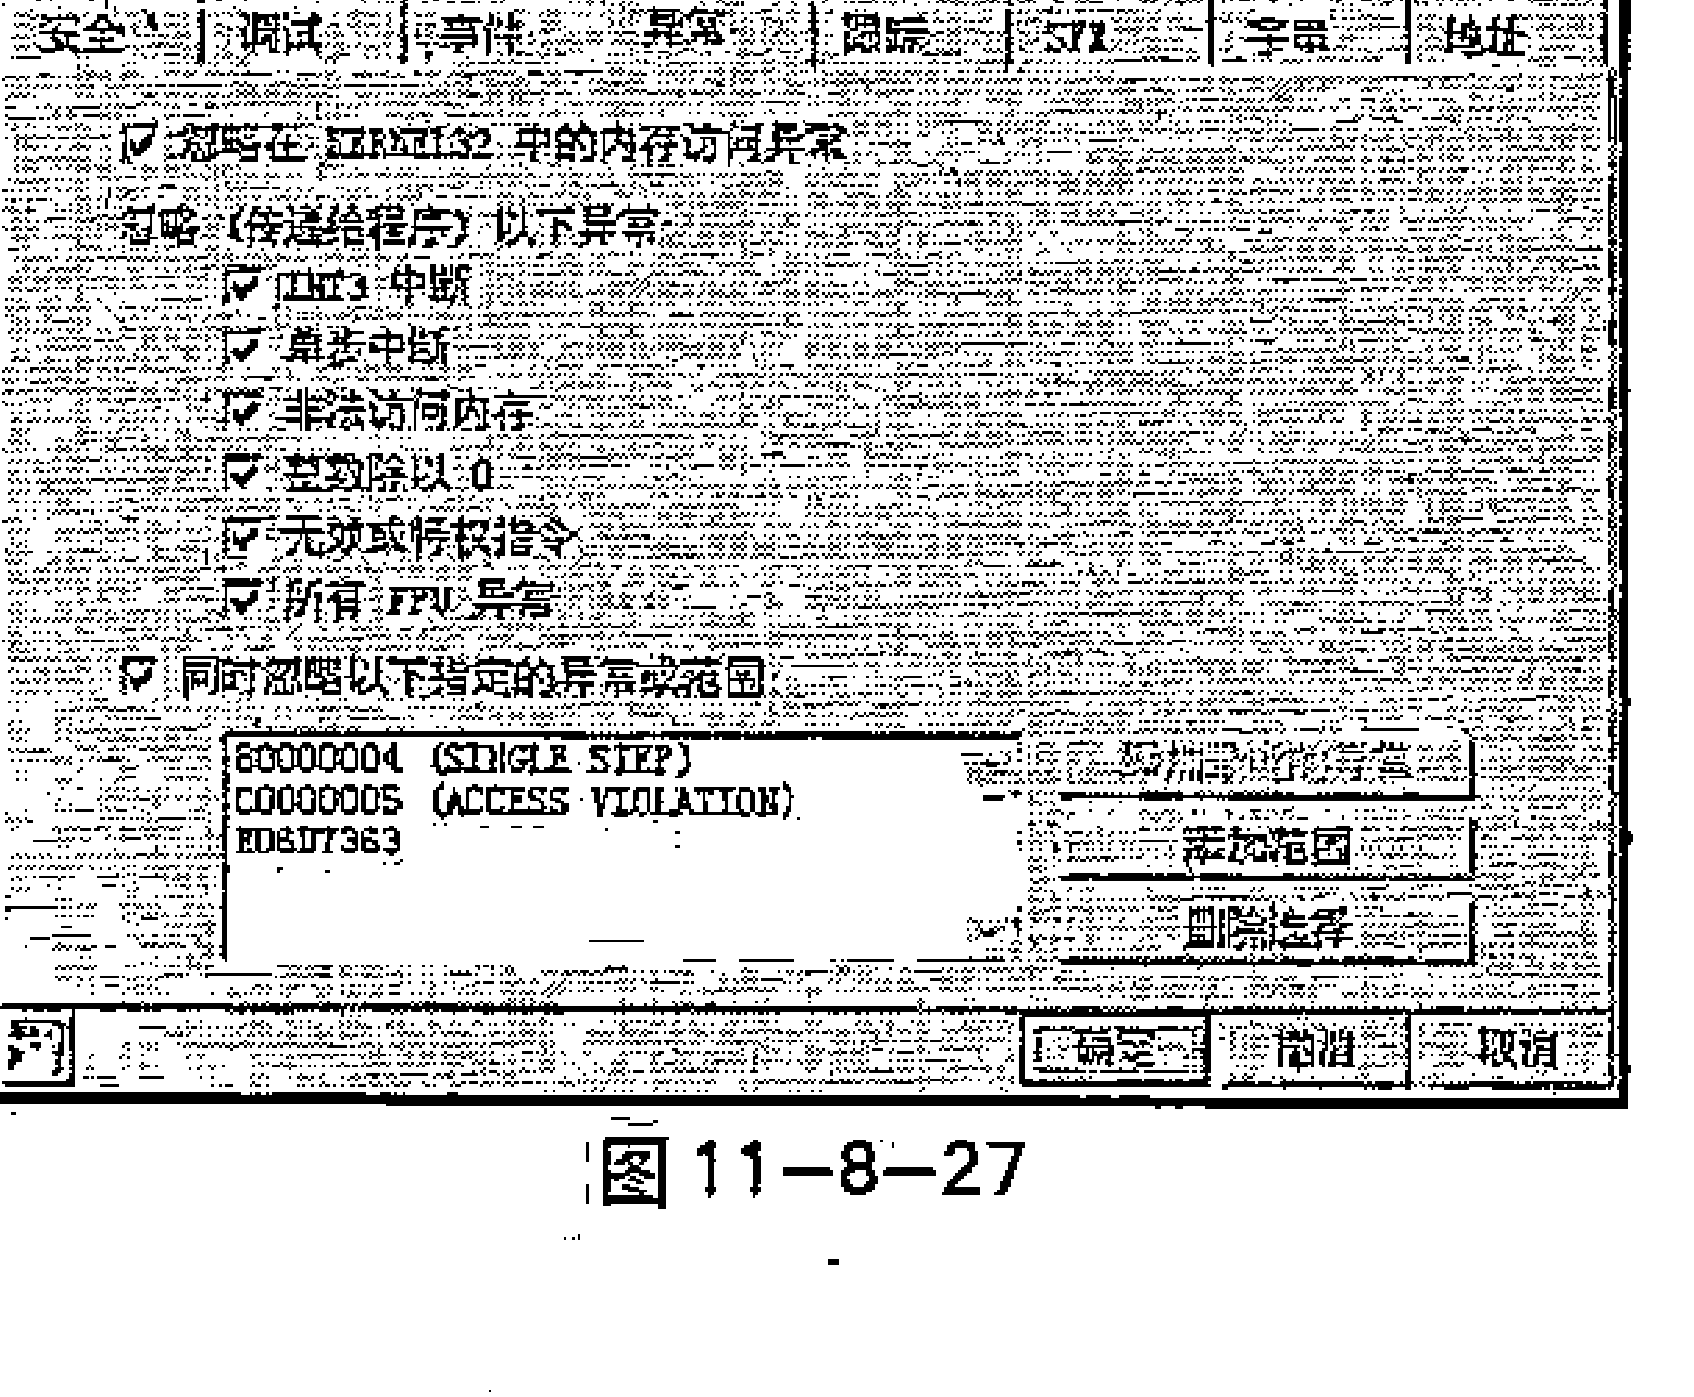 安全 调试 事件 异常 跟踪 SFX 字串 地址
忽略在 KERNEL32 中的内存访问异常
忽略 (传递给程序) 以下异常:
INT3 中断
单步中断
非法访问内存
整数除以 0
无效或特权指令
所有 FPU 异常
同时忽略以下指定的异常或范围:
80000004 (SINGLE STEP)
C0000005 (ACCESS VIOLATION)
添加范围
删除选择
撤消 取消
图 11-8-27